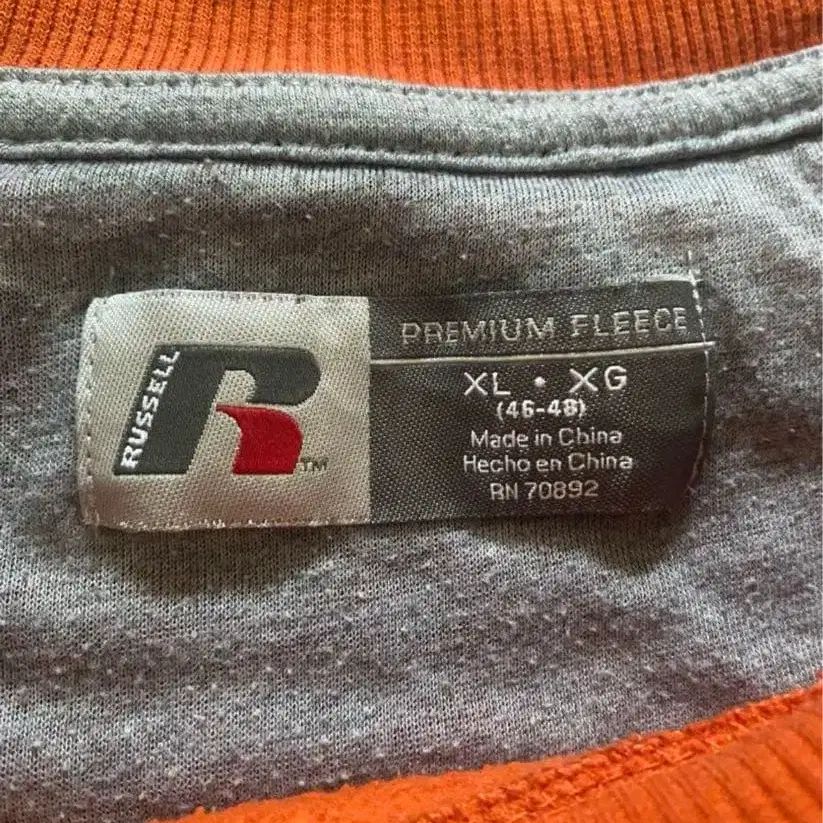 RUSSELL
R
TM
PREMIUM FLEECE
XL • XG
(46-48)
Made in China
Hecho en China
RN 70892